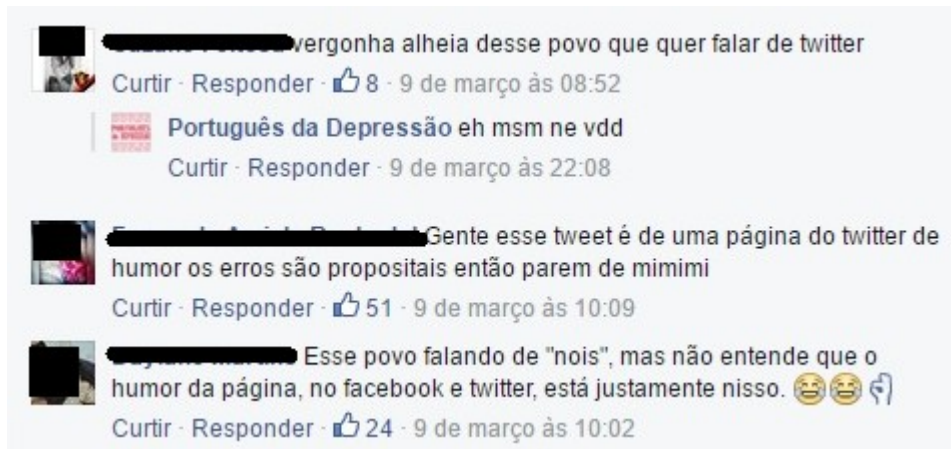 vergonha alheia desse povo que quer falar de twitter
Curtir · Responder · 8 · 9 de março às 08:52
Português da Depressão eh msm ne vdd
Curtir · Responder · 9 de março às 22:08
Gente esse tweet é de uma página do twitter de
humor os erros são propositais então parem de mimimi
Curtir · Responder · 51 · 9 de março às 10:09
Esse povo falando de "nois", mas não entende que o
humor da página, no facebook e twitter, está justamente nisso. 😂😂👌
Curtir · Responder · 24 · 9 de março às 10:02